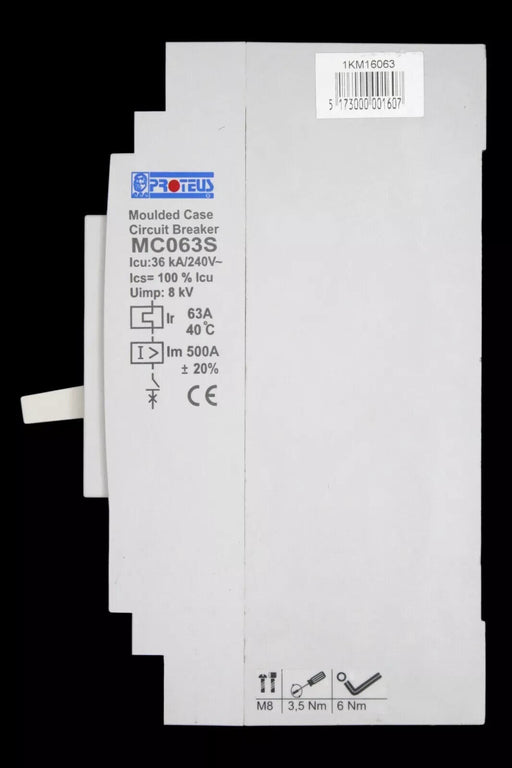 1KM16063
5 173000 001607
PROTEUS
Moulded Case
Circuit Breaker
MC063S
Icu:36 kA/240V~
Ics= 100 % Icu
Uimp: 8 kV
Ir 63A
40°C
I> Im 500A
± 20%
CE
M8 3,5 Nm 6 Nm